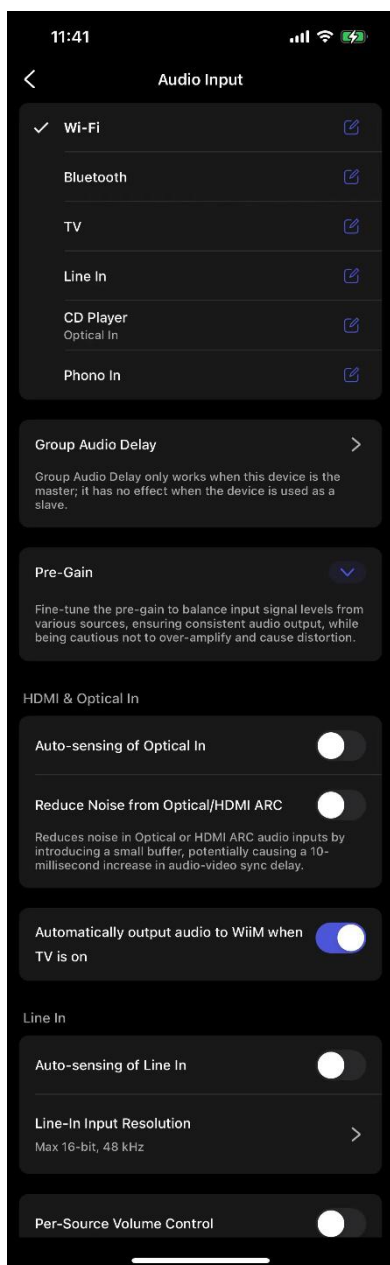 11:41
Audio Input
Wi-Fi
Bluetooth
TV
Line In
CD Player
Optical In
Phono In
Group Audio Delay
Group Audio Delay only works when this device is the
master; it has no effect when the device is used as a
slave.
Pre-Gain
Fine-tune the pre-gain to balance input signal levels from
various sources, ensuring consistent audio output, while
being cautious not to over-amplify and cause distortion.
HDMI & Optical In
Auto-sensing of Optical In
Reduce Noise from Optical/HDMI ARC
Reduces noise in Optical or HDMI ARC audio inputs by
introducing a small buffer, potentially causing a 10-
millisecond increase in audio-video sync delay.
Automatically output audio to WiiM when
TV is on
Line In
Auto-sensing of Line In
Line-In Input Resolution
Max 16-bit, 48 kHz
Per-Source Volume Control